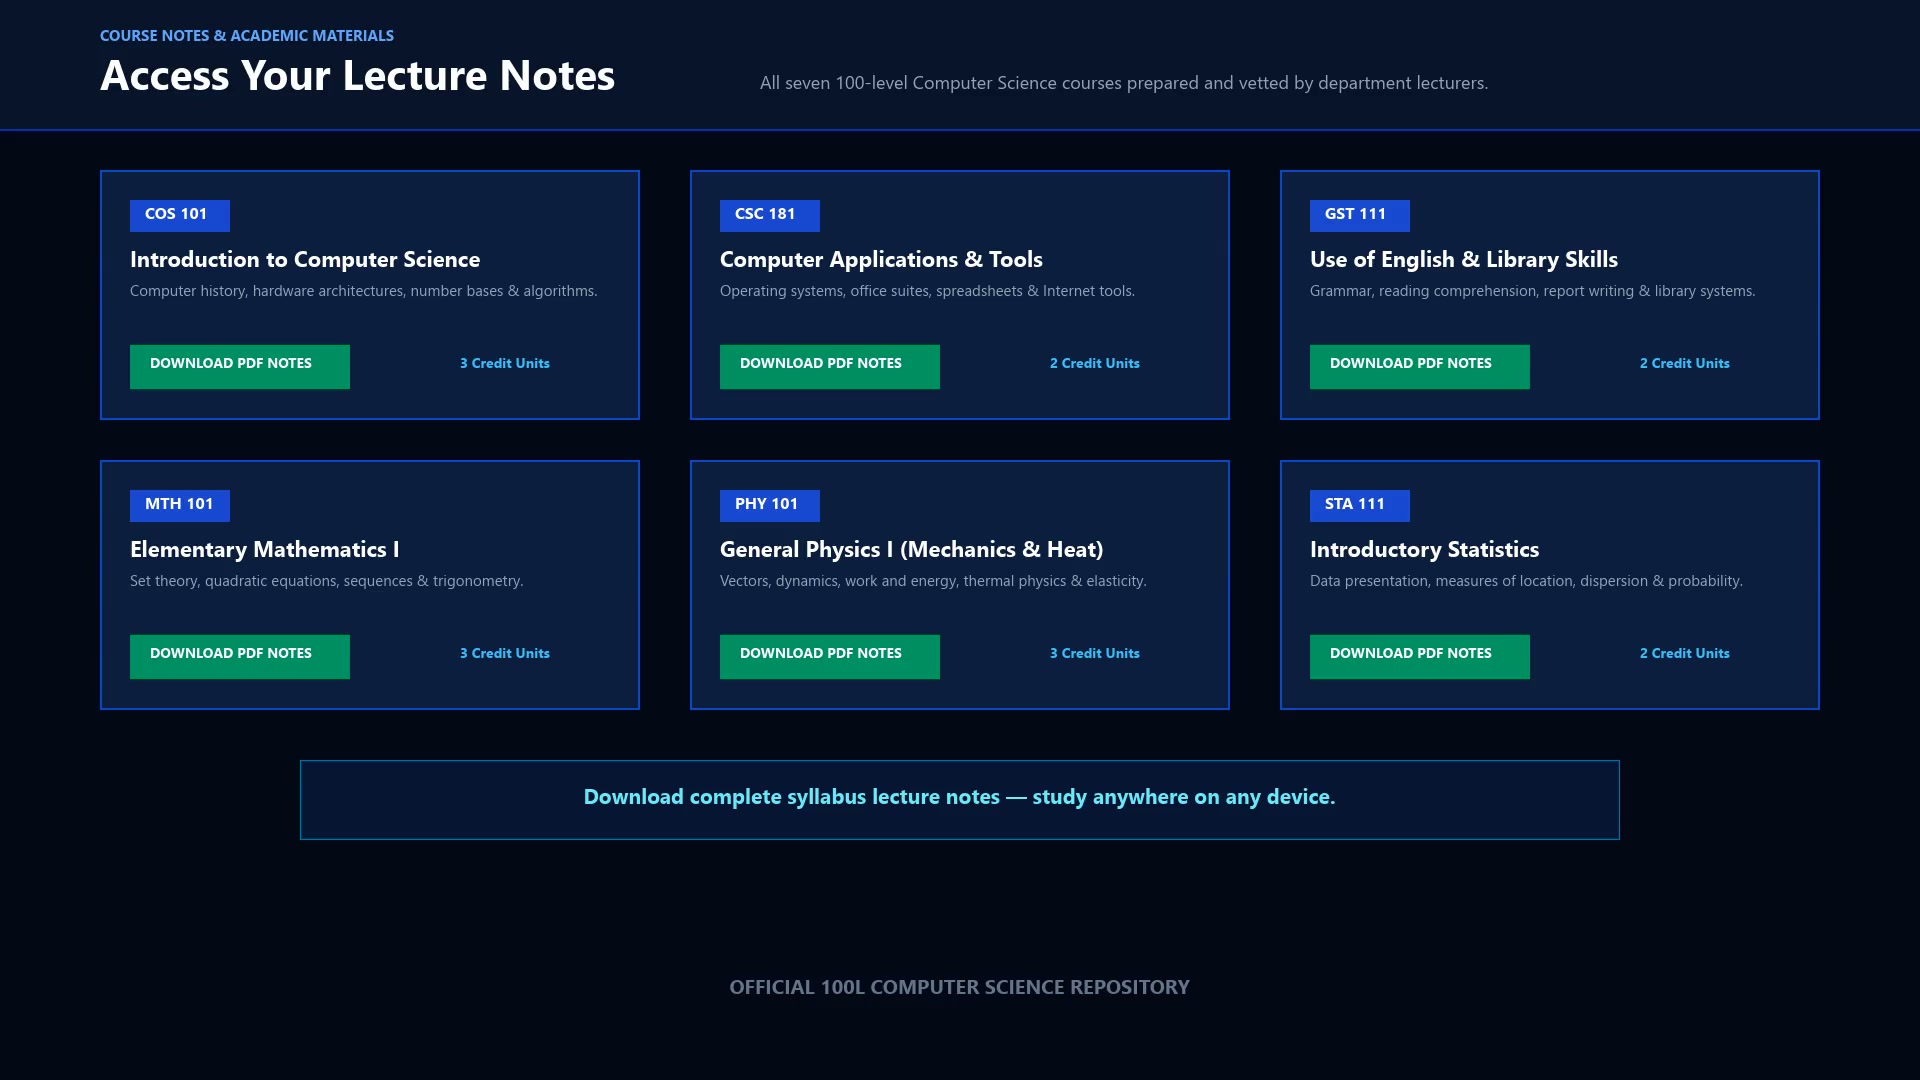 COURSE NOTES & ACADEMIC MATERIALS
Access Your Lecture Notes
All seven 100-level Computer Science courses prepared and vetted by department lecturers.
COS 101
Introduction to Computer Science
Computer history, hardware architectures, number bases & algorithms.
DOWNLOAD PDF NOTES
3 Credit Units
CSC 181
Computer Applications & Tools
Operating systems, office suites, spreadsheets & Internet tools.
DOWNLOAD PDF NOTES
2 Credit Units
GST 111
Use of English & Library Skills
Grammar, reading comprehension, report writing & library systems.
DOWNLOAD PDF NOTES
2 Credit Units
MTH 101
Elementary Mathematics I
Set theory, quadratic equations, sequences & trigonometry.
DOWNLOAD PDF NOTES
3 Credit Units
PHY 101
General Physics I (Mechanics & Heat)
Vectors, dynamics, work and energy, thermal physics & elasticity.
DOWNLOAD PDF NOTES
3 Credit Units
STA 111
Introductory Statistics
Data presentation, measures of location, dispersion & probability.
DOWNLOAD PDF NOTES
2 Credit Units
Download complete syllabus lecture notes — study anywhere on any device.
OFFICIAL 100L COMPUTER SCIENCE REPOSITORY